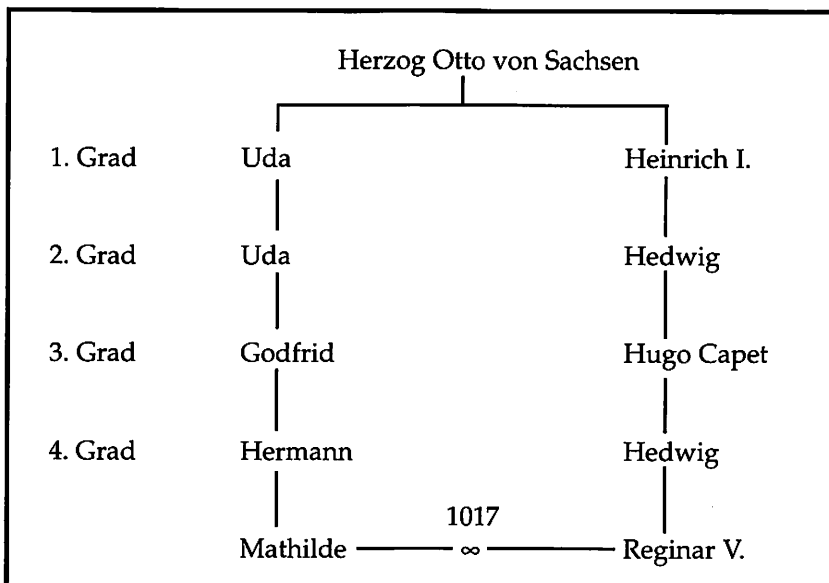 Herzog Otto von Sachsen
1. Grad Uda Heinrich I.
2. Grad Uda Hedwig
3. Grad Godfrid Hugo Capet
4. Grad Hermann Hedwig
1017
Mathilde ∞ Reginar V.